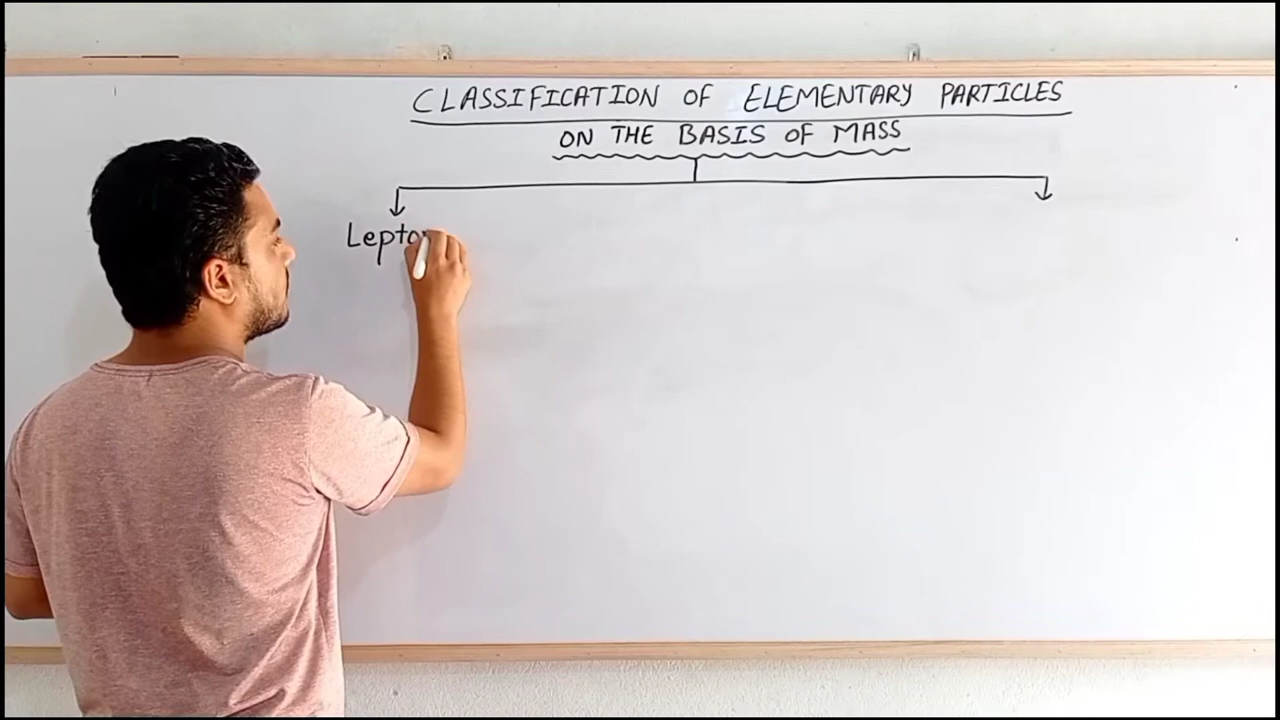 CLASSIFICATION OF ELEMENTARY PARTICLES
ON THE BASIS OF MASS